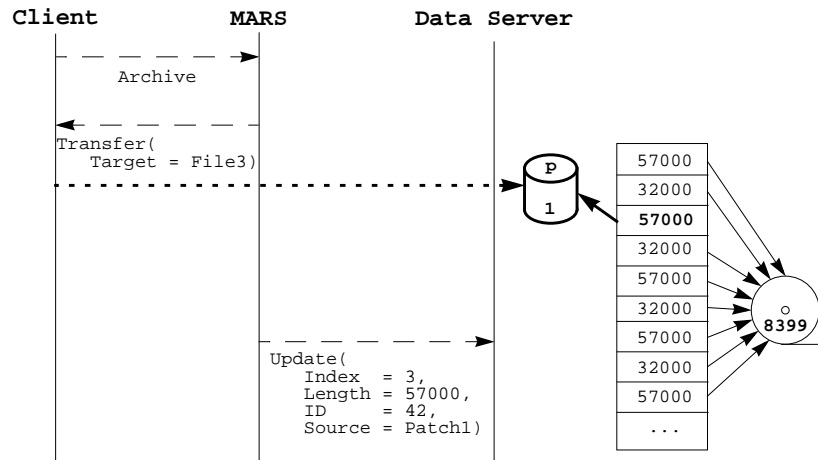 Client MARS Data Server
Archive
Transfer(
Target = File3)
p
1
57000
32000
57000
32000
57000
32000
57000
32000
57000
...
8399
Update(
Index = 3,
Length = 57000,
ID = 42,
Source = Patch1)